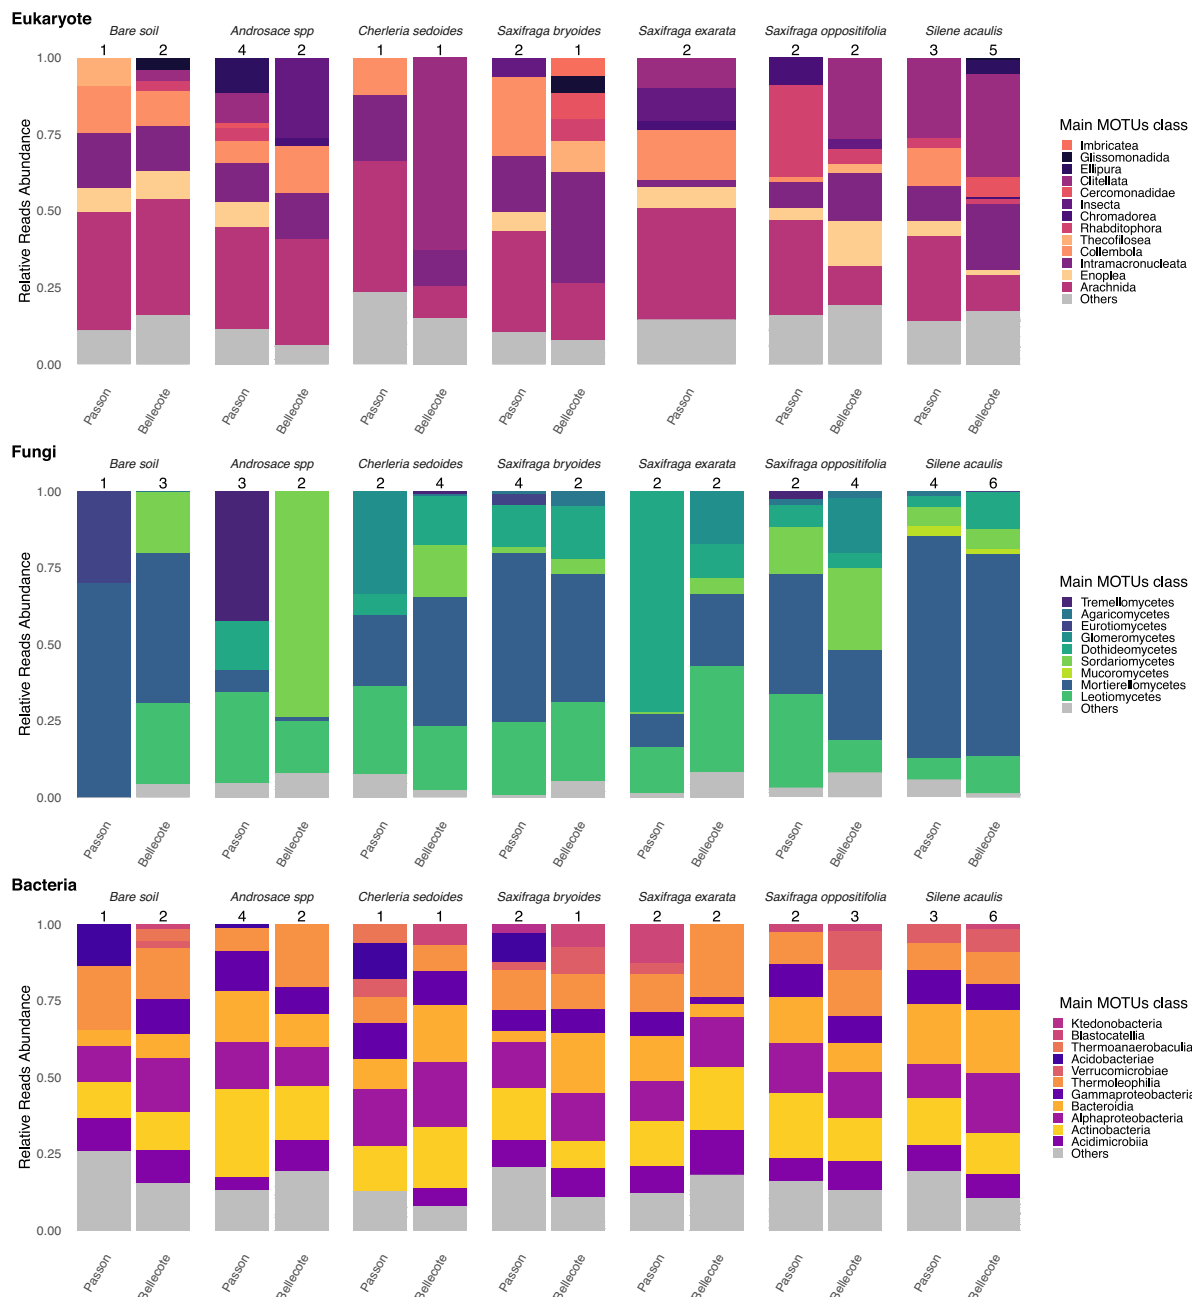 Eukaryote
Bare soil Androsace spp Cherleria sedoides Saxifraga bryoides Saxifraga exarata Saxifraga oppositifolia Silene acaulis
1 2 4 2 1 1 2 1 2 2 2 3 5
Relative Reads Abundance
1.00
0.75
0.50
0.25
0.00
Passon Bellecote Passon Bellecote Passon Bellecote Passon Bellecote Passon Passon Bellecote Passon Bellecote
Main MOTUs class
Imbricatea
Glissomonadida
Ellipura
Clitellata
Cercomonadidae
Insecta
Chromadorea
Rhabditophora
Thecofilosea
Collembola
Intramacronucleata
Enoplea
Arachnida
Others
Fungi
Bare soil Androsace spp Cherleria sedoides Saxifraga bryoides Saxifraga exarata Saxifraga oppositifolia Silene acaulis
1 3 3 2 2 4 4 2 2 2 2 4 4 6
Relative Reads Abundance
1.00
0.75
0.50
0.25
0.00
Passon Bellecote Passon Bellecote Passon Bellecote Passon Bellecote Passon Bellecote Passon Bellecote Passon Bellecote
Main MOTUs class
Tremellomycetes
Agaricomycetes
Eurotiomycetes
Glomeromycetes
Dothideomycetes
Sordariomycetes
Mucoromycetes
Mortierellomycetes
Leotiomycetes
Others
Bacteria
Bare soil Androsace spp Cherleria sedoides Saxifraga bryoides Saxifraga exarata Saxifraga oppositifolia Silene acaulis
1 2 4 2 1 1 2 1 2 2 2 3 3 6
Relative Reads Abundance
1.00
0.75
0.50
0.25
0.00
Passon Bellecote Passon Bellecote Passon Bellecote Passon Bellecote Passon Bellecote Passon Bellecote Passon Bellecote
Main MOTUs class
Ktedonobacteria
Blastocatellia
Thermoanaerobaculia
Acidobacteriae
Verrucomicrobiae
Thermoleophilia
Gammaproteobacteria
Bacteroidia
Alphaproteobacteria
Actinobacteria
Acidimicrobiia
Others